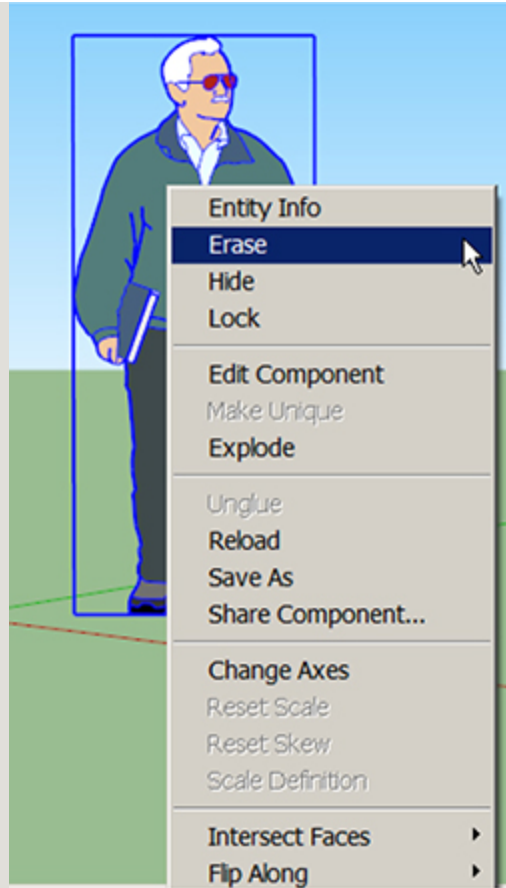 Entity Info
Erase
Hide
Lock
Edit Component
Make Unique
Explode
Unglue
Reload
Save As
Share Component...
Change Axes
Reset Scale
Reset Skew
Scale Definition
Intersect Faces
Flip Along